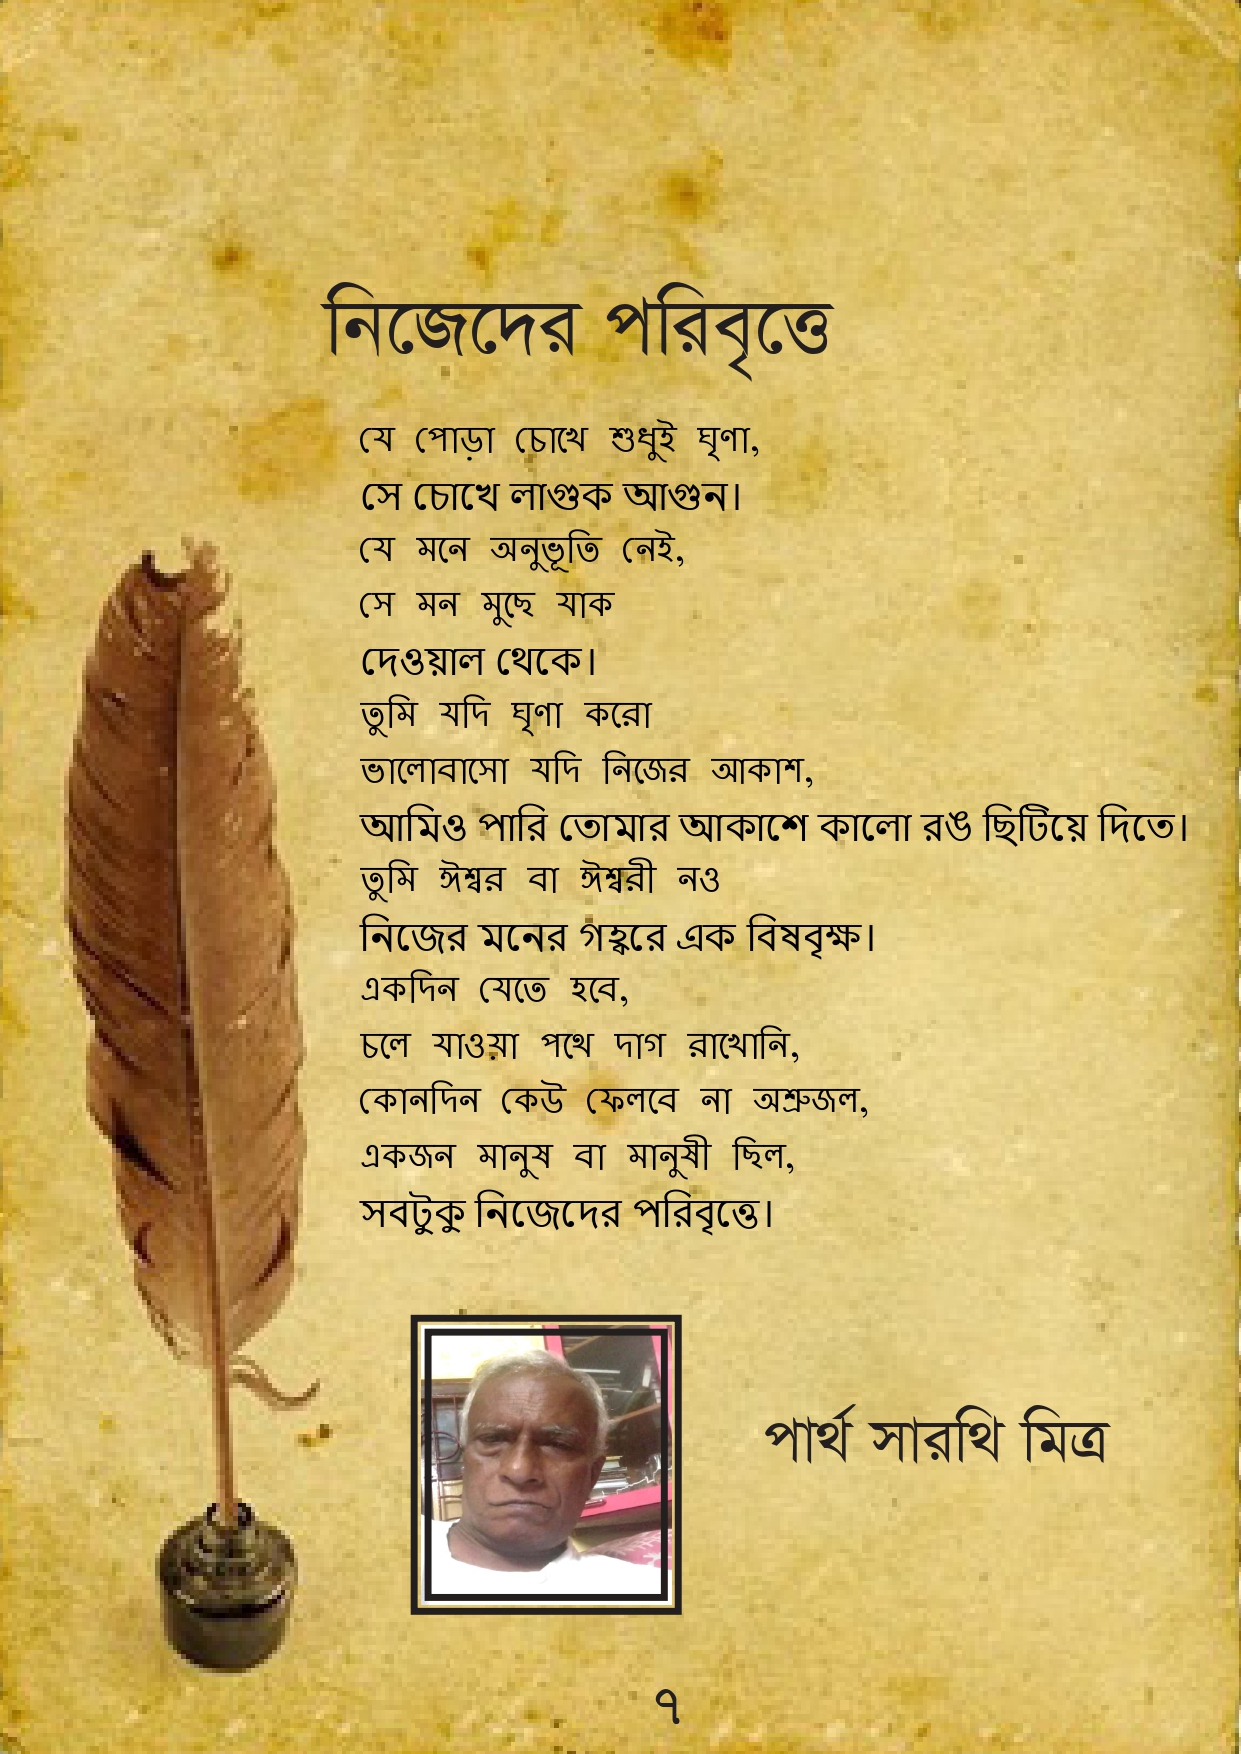 নিজেদের পরিবৃত্তে
যে পোড়া চোখে শুধুই ঘৃণা,
সে চোখে লাগুক আগুন।
যে মনে অনুভূতি নেই,
সে মন মুছে যাক
দেওয়াল থেকে।
তুমি যদি ঘৃণা করো
ভালোবাসো যদি নিজের আকাশ,
আমিও পারি তোমার আকাশে কালো রঙ ছিটিয়ে দিতে।
তুমি ঈশ্বর বা ঈশ্বরী নও
নিজের মনের গহ্বরে এক বিষবৃক্ষ।
একদিন যেতে হবে,
চলে যাওয়া পথে দাগ রাখোনি,
কোনদিন কেউ ফেলবে না অশ্রুজল,
একজন মানুষ বা মানুষী ছিল,
সবটুকু নিজেদের পরিবৃত্তে।
পার্থ সারথি মিত্র
৭